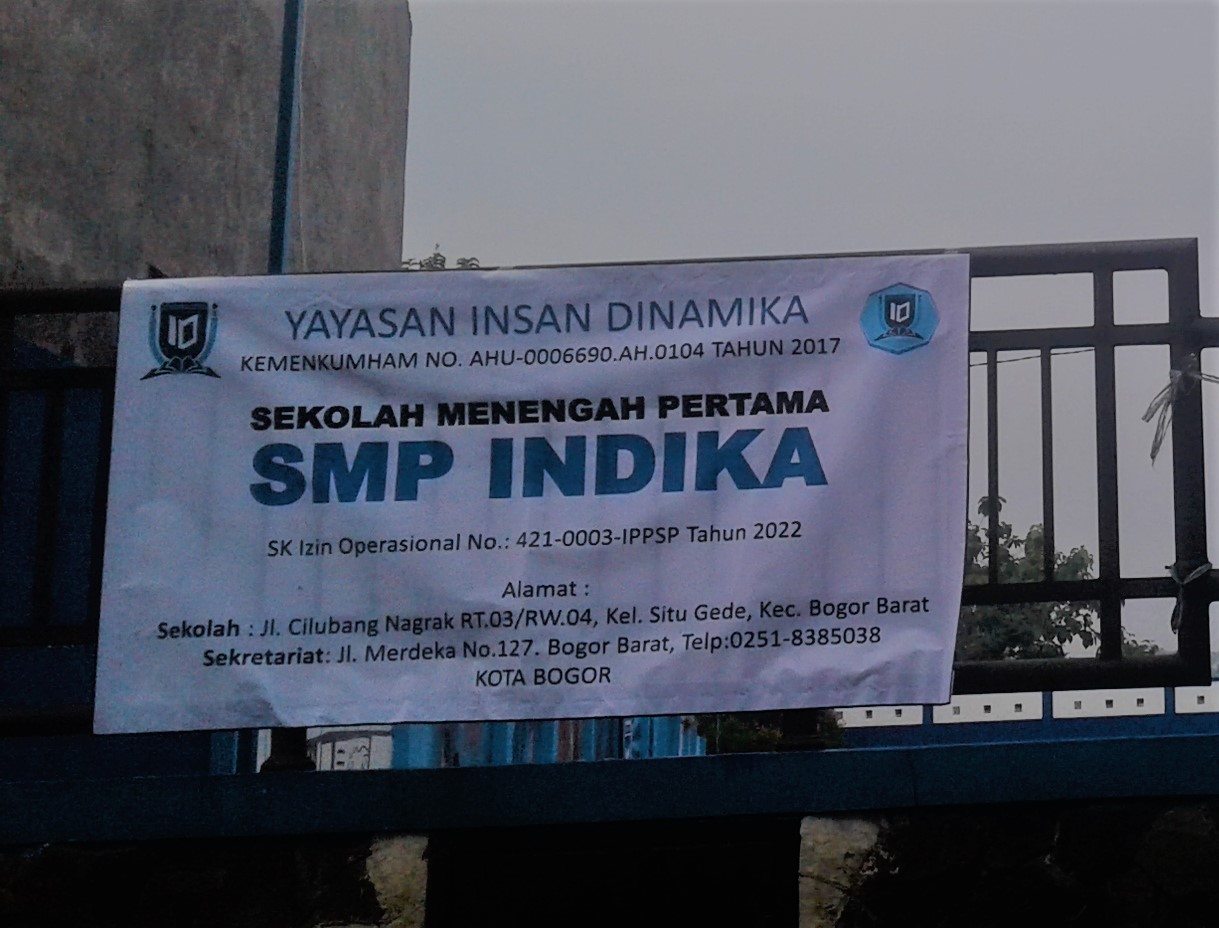 YAYASAN INSAN DINAMIKA
KEMENKUMHAM NO. AHU-0006690.AH.0104 TAHUN 2017
SEKOLAH MENENGAH PERTAMA
SMP INDIKA
SK Izin Operasional No.: 421-0003-IPPSP Tahun 2022
Alamat :
Sekolah : Jl. Cilubang Nagrak RT.03/RW.04, Kel. Situ Gede, Kec. Bogor Barat
Sekretariat: Jl. Merdeka No.127. Bogor Barat, Telp:0251-8385038
KOTA BOGOR
ID
ID